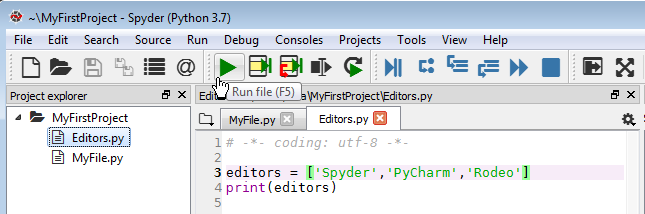 ~\MyFirstProject - Spyder (Python 3.7)
File Edit Search Source Run Debug Consoles Projects Tools View Help
@
Run file (F5)
Project explorer
MyFirstProject
Editors.py
MyFile.py
\MyFirstProject\Editors.py
MyFile.py Editors.py
1 # -*- coding: utf-8 -*-
2
3 editors = ['Spyder','PyCharm','Rodeo']
4 print(editors)
5